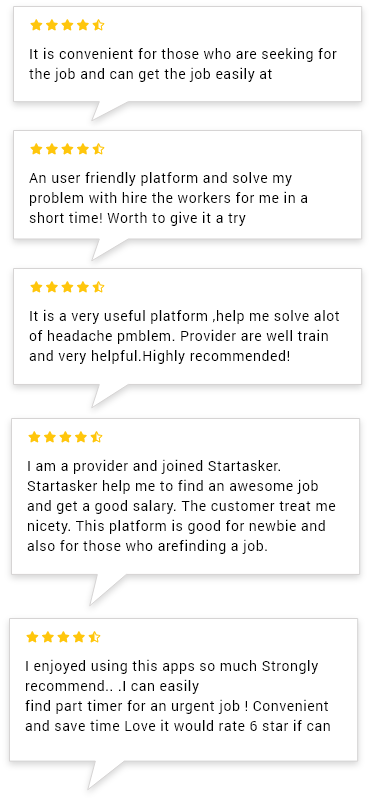 It is convenient for those who are seeking for
the job and can get the job easily at
An user friendly platform and solve my
problem with hire the workers for me in a
short time! Worth to give it a try
It is a very useful platform ,help me solve alot
of headache pmblem. Provider are well train
and very helpful.Highly recommended!
I am a provider and joined Startasker.
Startasker help me to find an awesome job
and get a good salary. The customer treat me
nicety. This platform is good for newbie and
also for those who arefinding a job.
I enjoyed using this apps so much Strongly
recommend.. .I can easily
find part timer for an urgent job ! Convenient
and save time Love it would rate 6 star if can